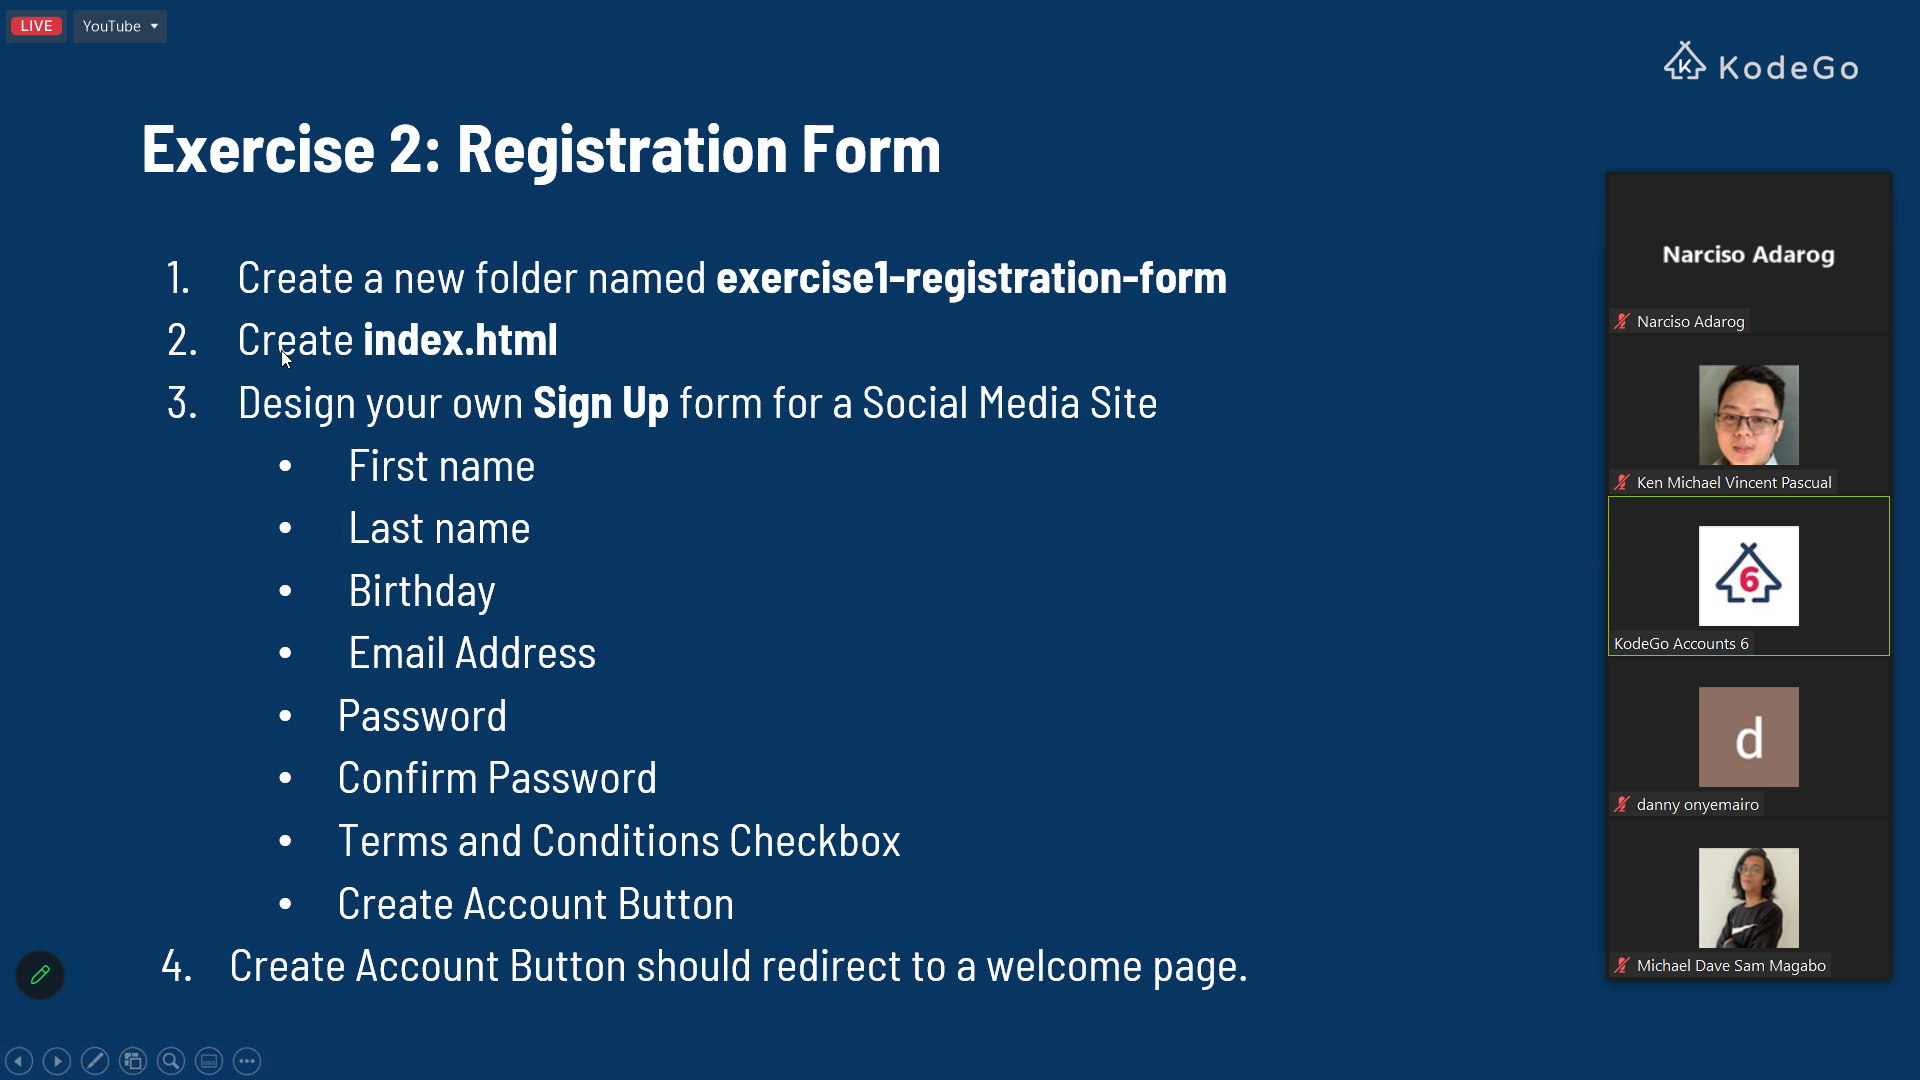 LIVE
YouTube
KodeGo
Exercise 2: Registration Form
1. Create a new folder named exercise1-registration-form
2. Create index.html
3. Design your own Sign Up form for a Social Media Site
• First name
• Last name
• Birthday
• Email Address
• Password
• Confirm Password
• Terms and Conditions Checkbox
• Create Account Button
4. Create Account Button should redirect to a welcome page.
Narciso Adarog
Narciso Adarog
Ken Michael Vincent Pascual
6
KodeGo Accounts 6
d
danny onyemairo
Michael Dave Sam Magabo